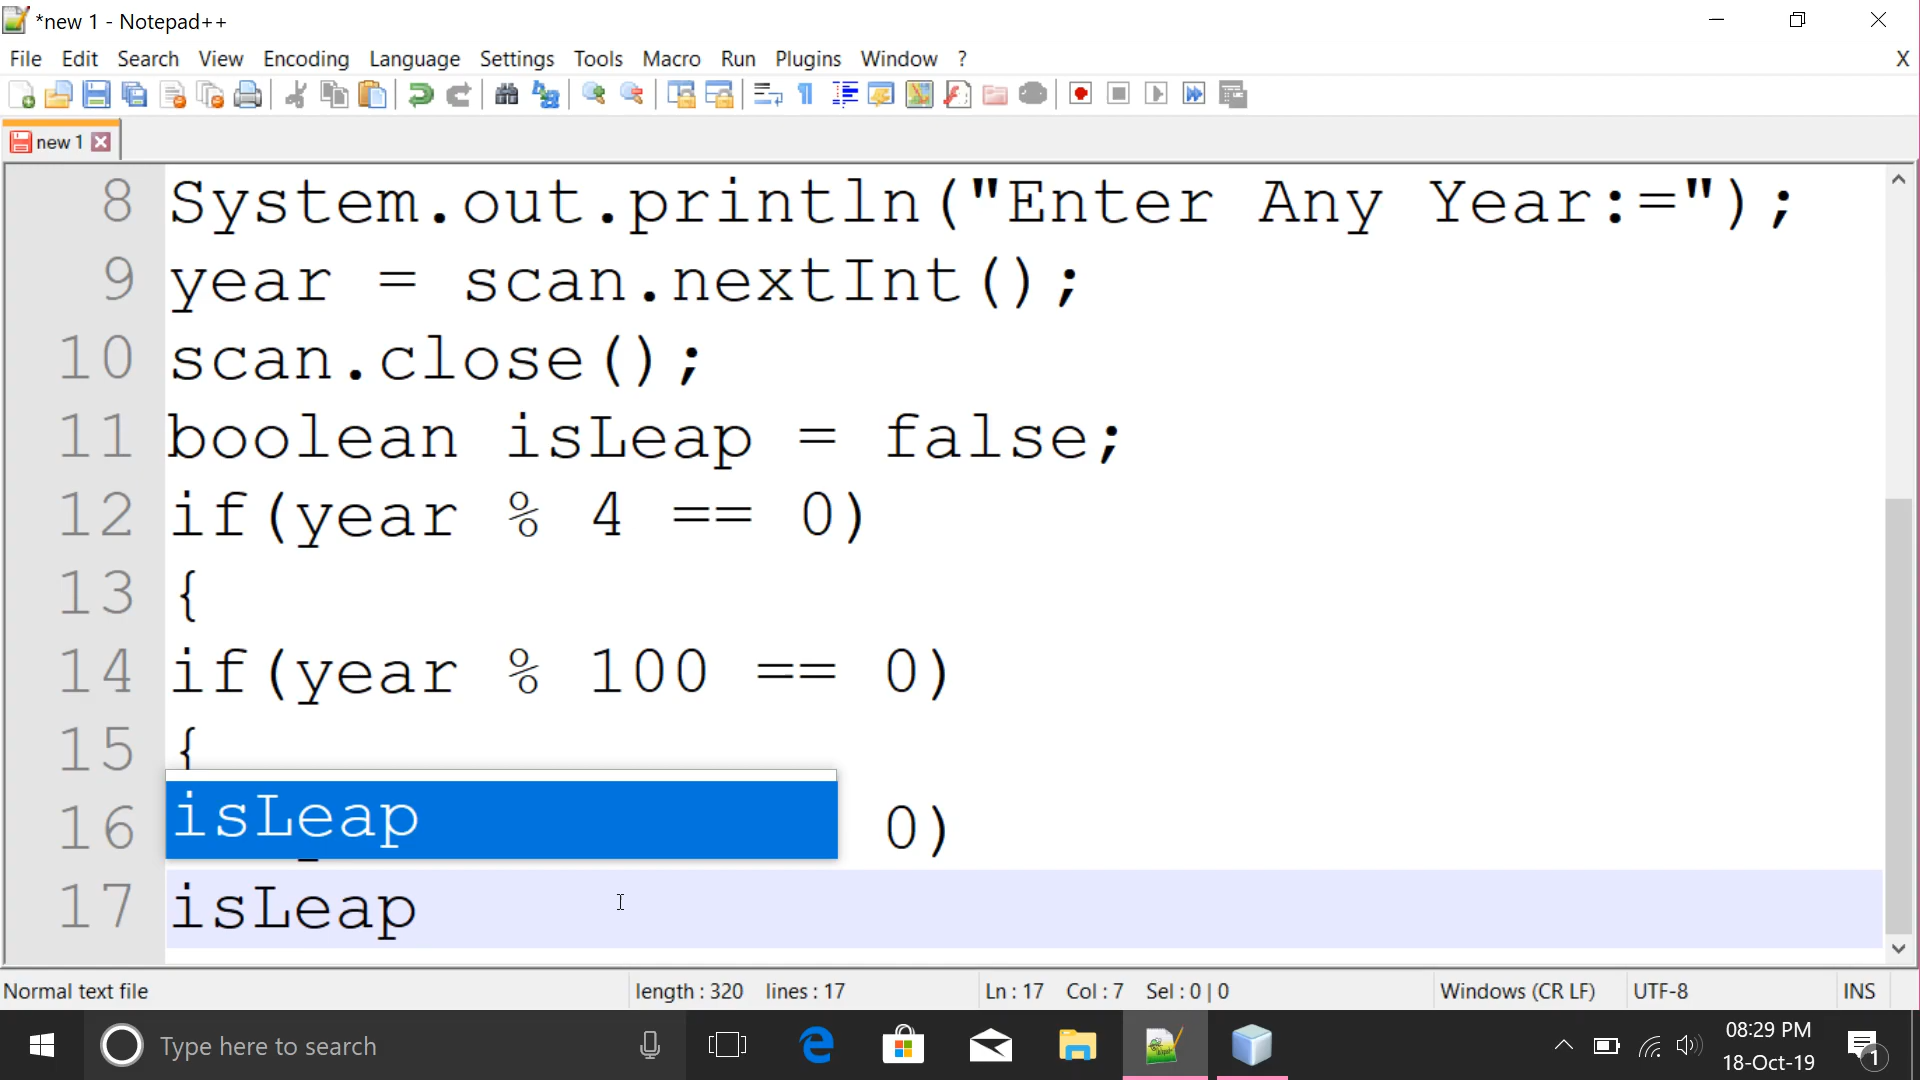 *new 1 - Notepad++
File Edit Search View Encoding Language Settings Tools Macro Run Plugins Window ? X
new 1
8 System.out.println("Enter Any Year:=");
9 year = scan.nextInt();
10 scan.close();
11 boolean isLeap = false;
12 if(year % 4 == 0)
13 {
14 if(year % 100 == 0)
15 {
isLeap
16 0)
17 isLeap
Normal text file length : 320 lines : 17 Ln : 17 Col : 7 Sel : 0 | 0 Windows (CR LF) UTF-8 INS
Type here to search
08:29 PM
18-Oct-19
1